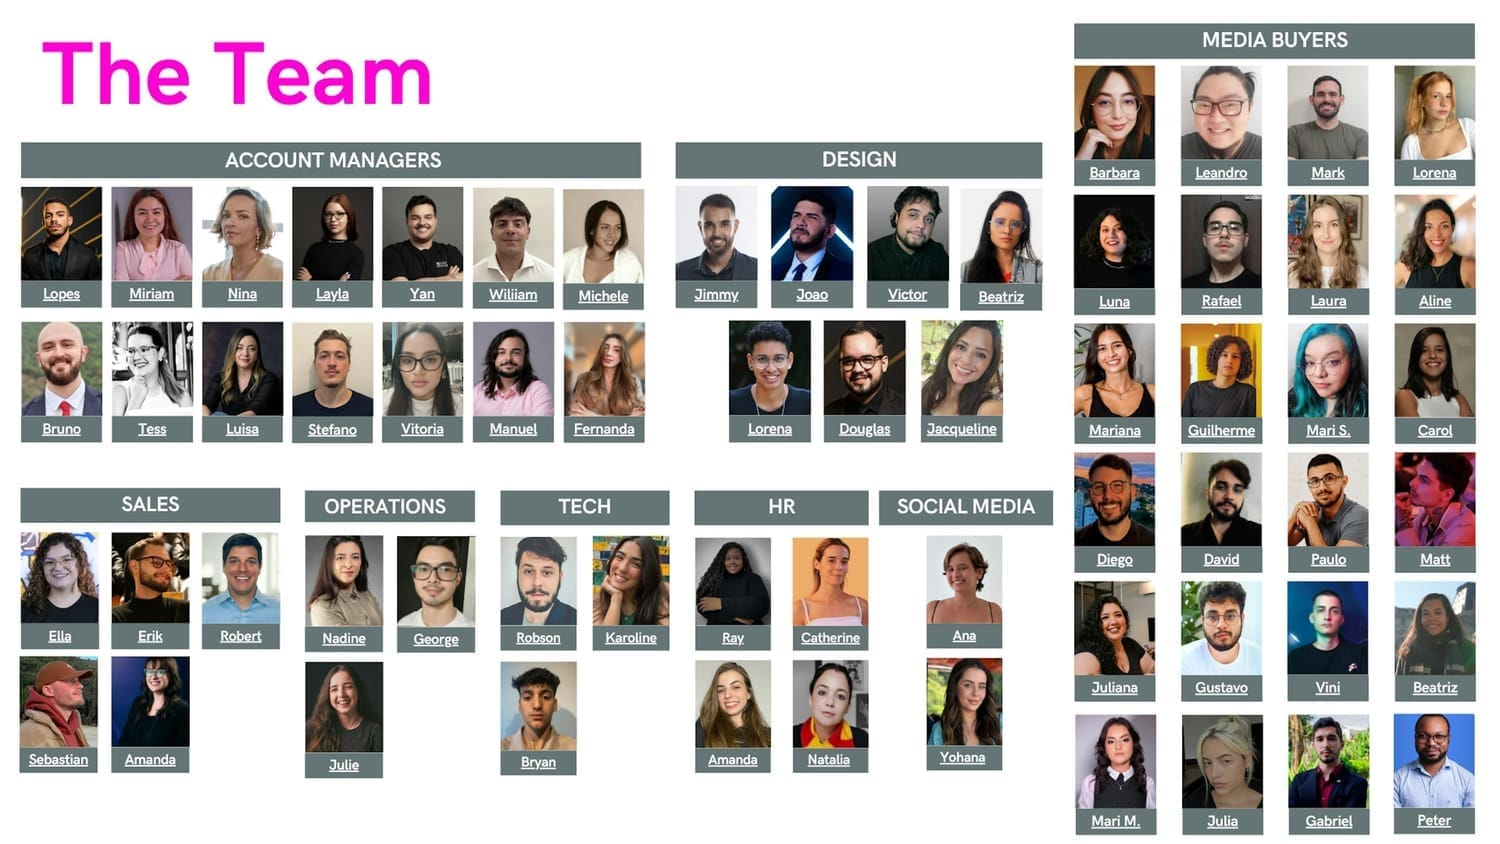 The Team
ACCOUNT MANAGERS
Lopes Miriam Nina Layla Yan Wiliiam Michele
Bruno Tess Luisa Stefano Vitoria Manuel Fernanda
DESIGN
Jimmy Joao Victor Beatriz
Lorena Douglas Jacqueline
SALES
Ella Erik Robert
Sebastian Amanda
OPERATIONS
Nadine George
Julie
TECH
Robson Karoline
Bryan
HR
Ray Catherine
Amanda Natalia
SOCIAL MEDIA
Ana
Yohana
MEDIA BUYERS
Barbara Leandro Mark Lorena
Luna Rafael Laura Aline
Mariana Guilherme Mari S. Carol
Diego David Paulo Matt
Juliana Gustavo Vini Beatriz
Mari M. Julia Gabriel Peter